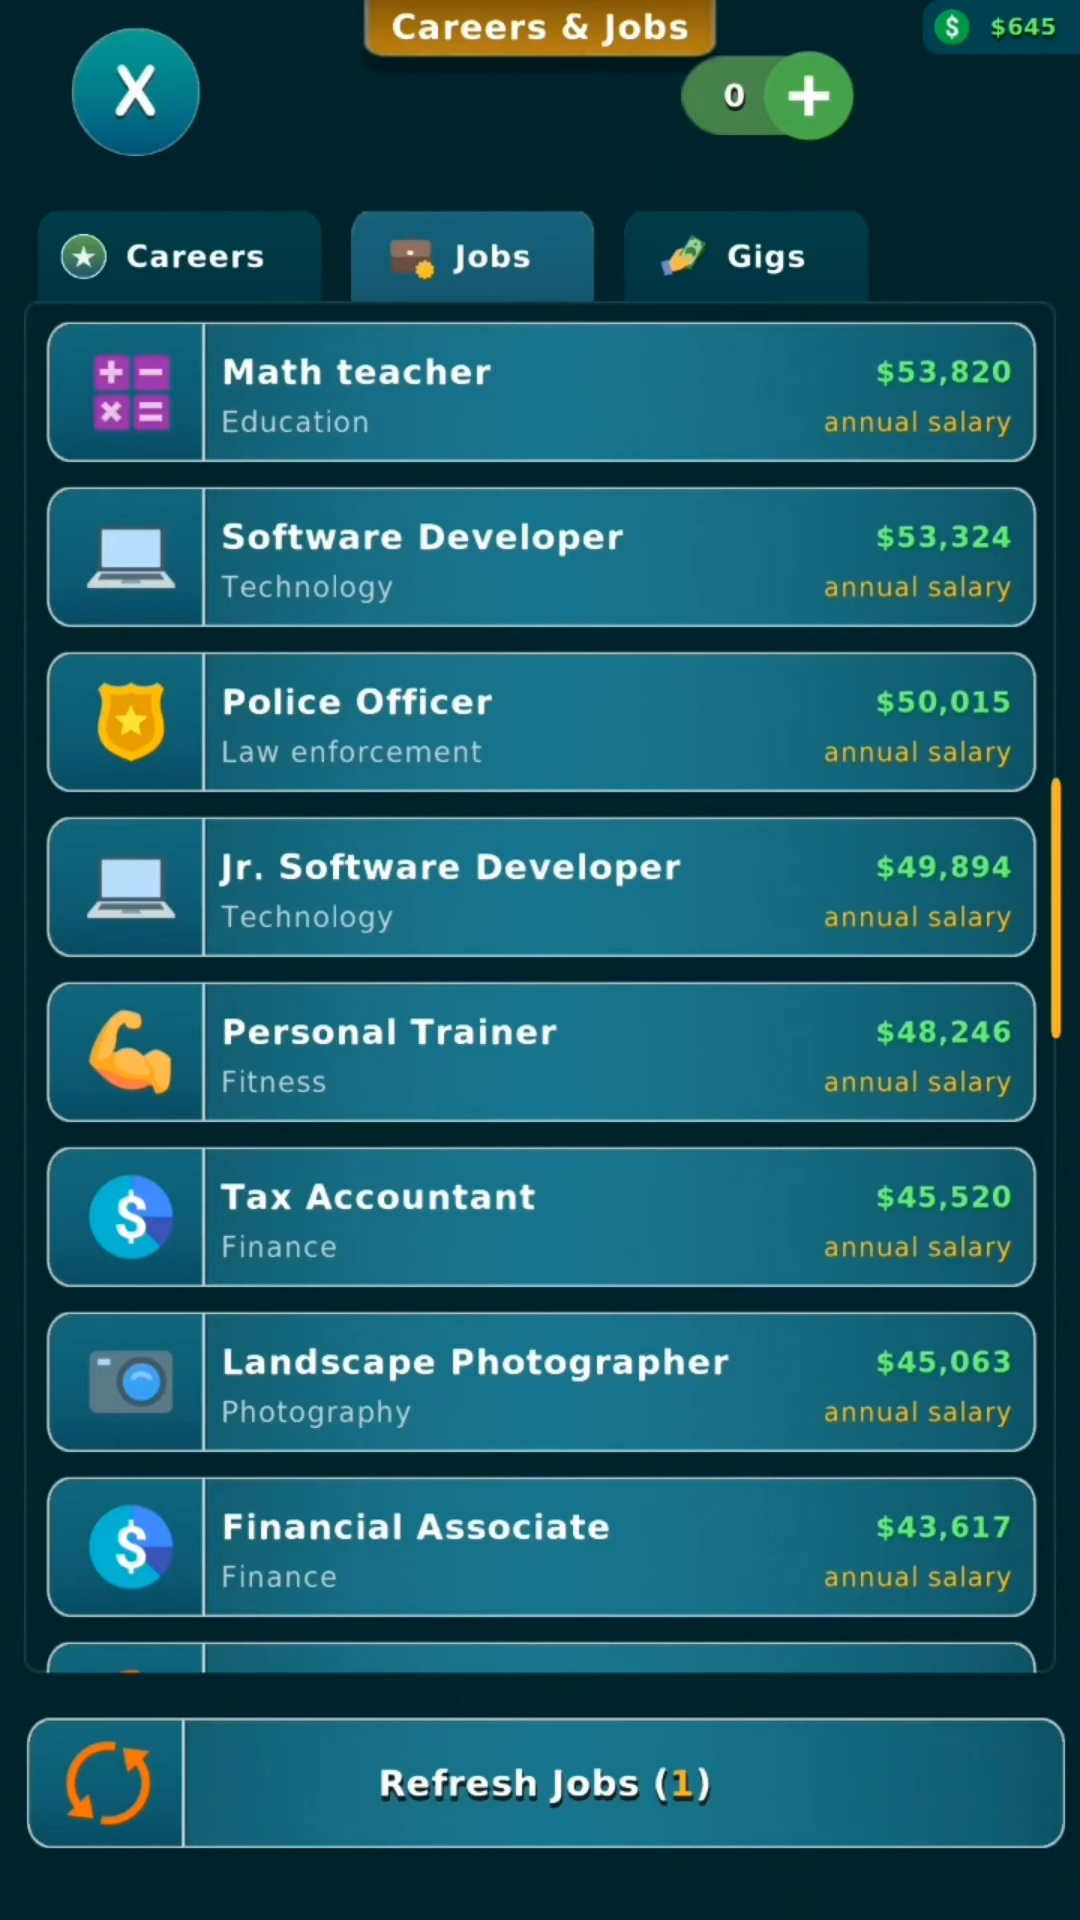 Careers & Jobs
$645
X
0
Careers
Jobs
Gigs
Math teacher
$53,820
Education
annual salary
Software Developer
$53,324
Technology
annual salary
Police Officer
$50,015
Law enforcement
annual salary
Jr. Software Developer
$49,894
Technology
annual salary
Personal Trainer
$48,246
Fitness
annual salary
Tax Accountant
$45,520
Finance
annual salary
Landscape Photographer
$45,063
Photography
annual salary
Financial Associate
$43,617
Finance
annual salary
Refresh Jobs (1)